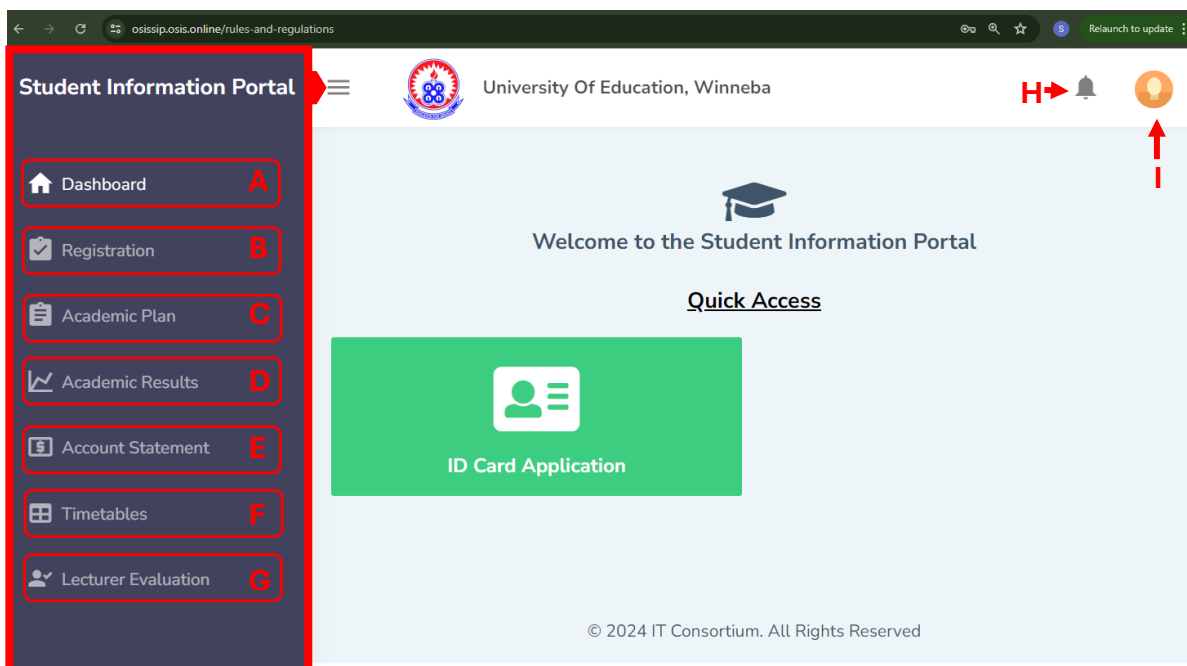 osissip.osis.online/rules-and-regulations
S
Relaunch to update
Student Information Portal
University Of Education, Winneba
H
I
Dashboard A
Registration B
Academic Plan C
Academic Results D
Account Statement E
Timetables F
Lecturer Evaluation G
Welcome to the Student Information Portal
Quick Access
ID Card Application
© 2024 IT Consortium. All Rights Reserved